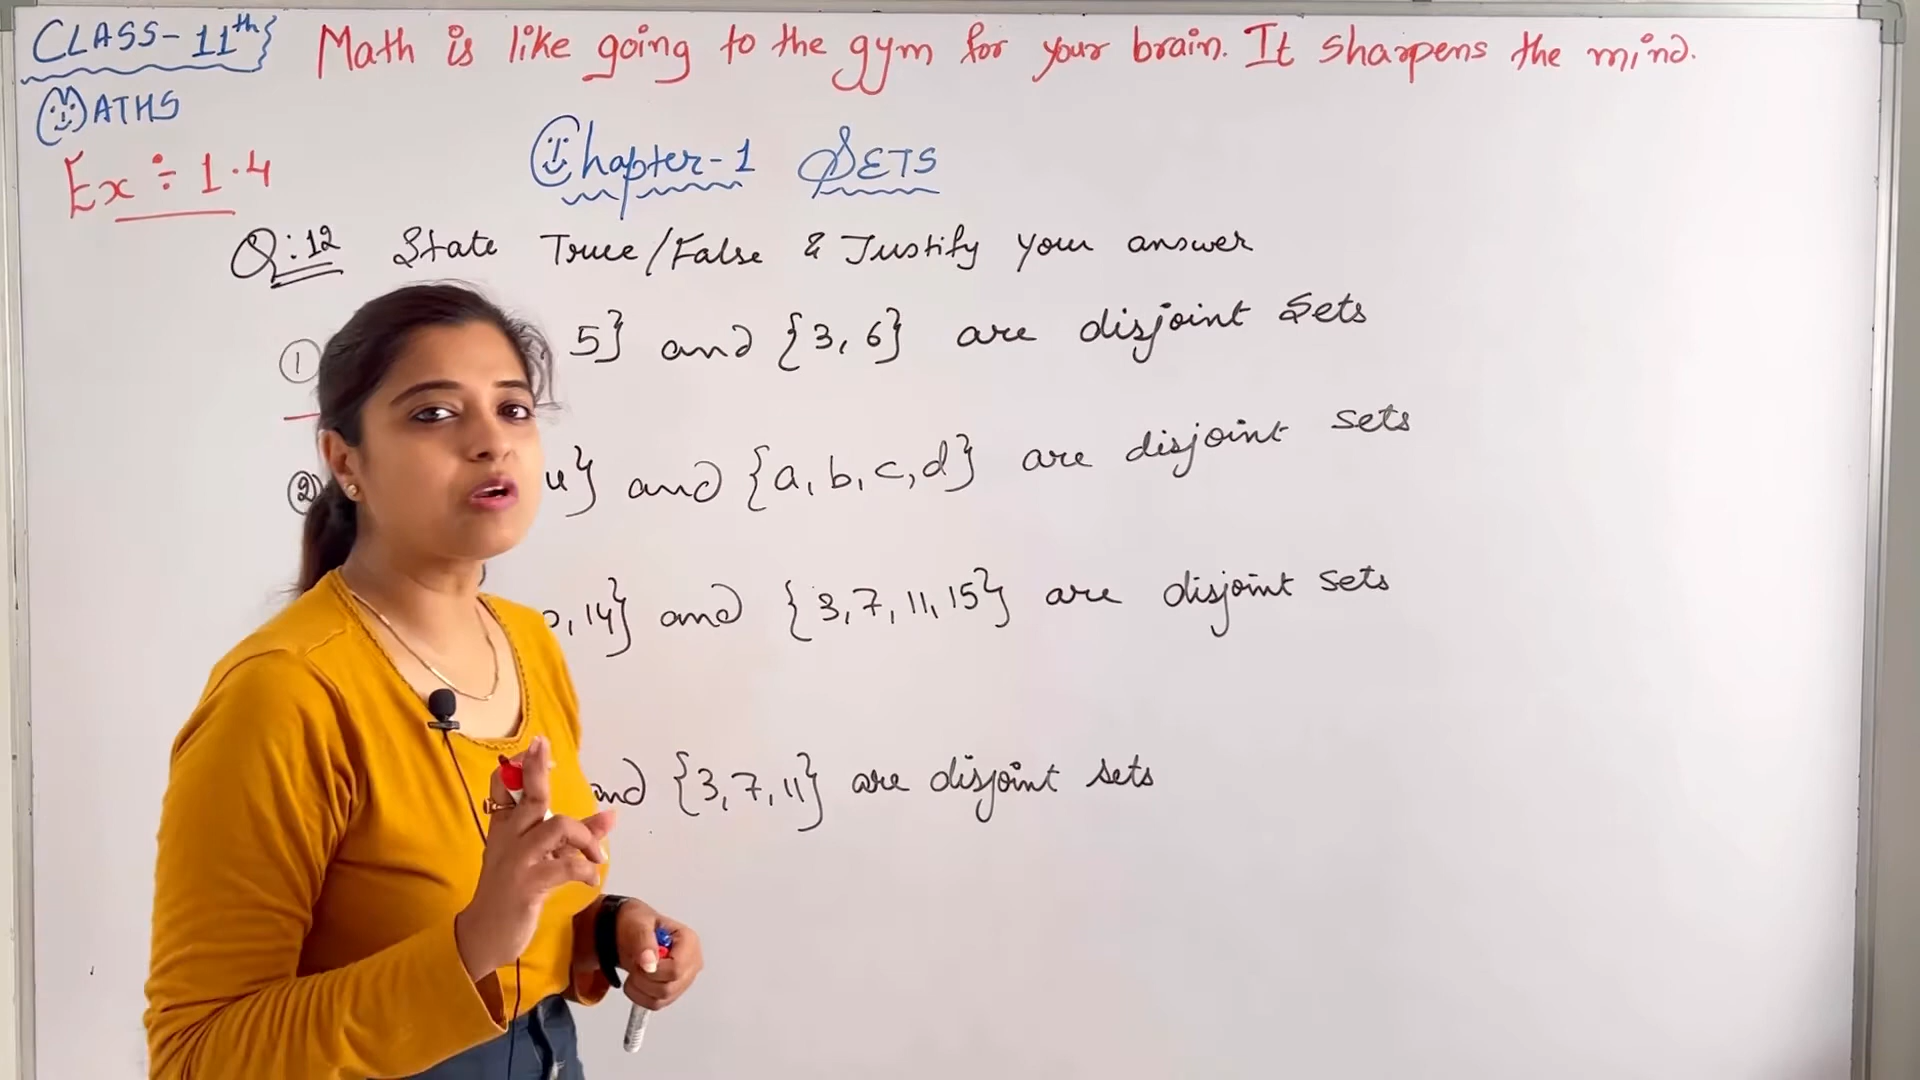 CLASS-11th Math is like going to the gym for your brain. It sharpens the mind.
MATHS
Chapter-1 SETS
Ex÷1.4
Q:12 State True/False & Justify your answer
① 5} and {3, 6} are disjoint Sets
② u} and {a, b, c, d} are disjoint sets
, 14} and {3, 7, 11, 15} are disjoint sets
and {3, 7, 11} are disjoint sets